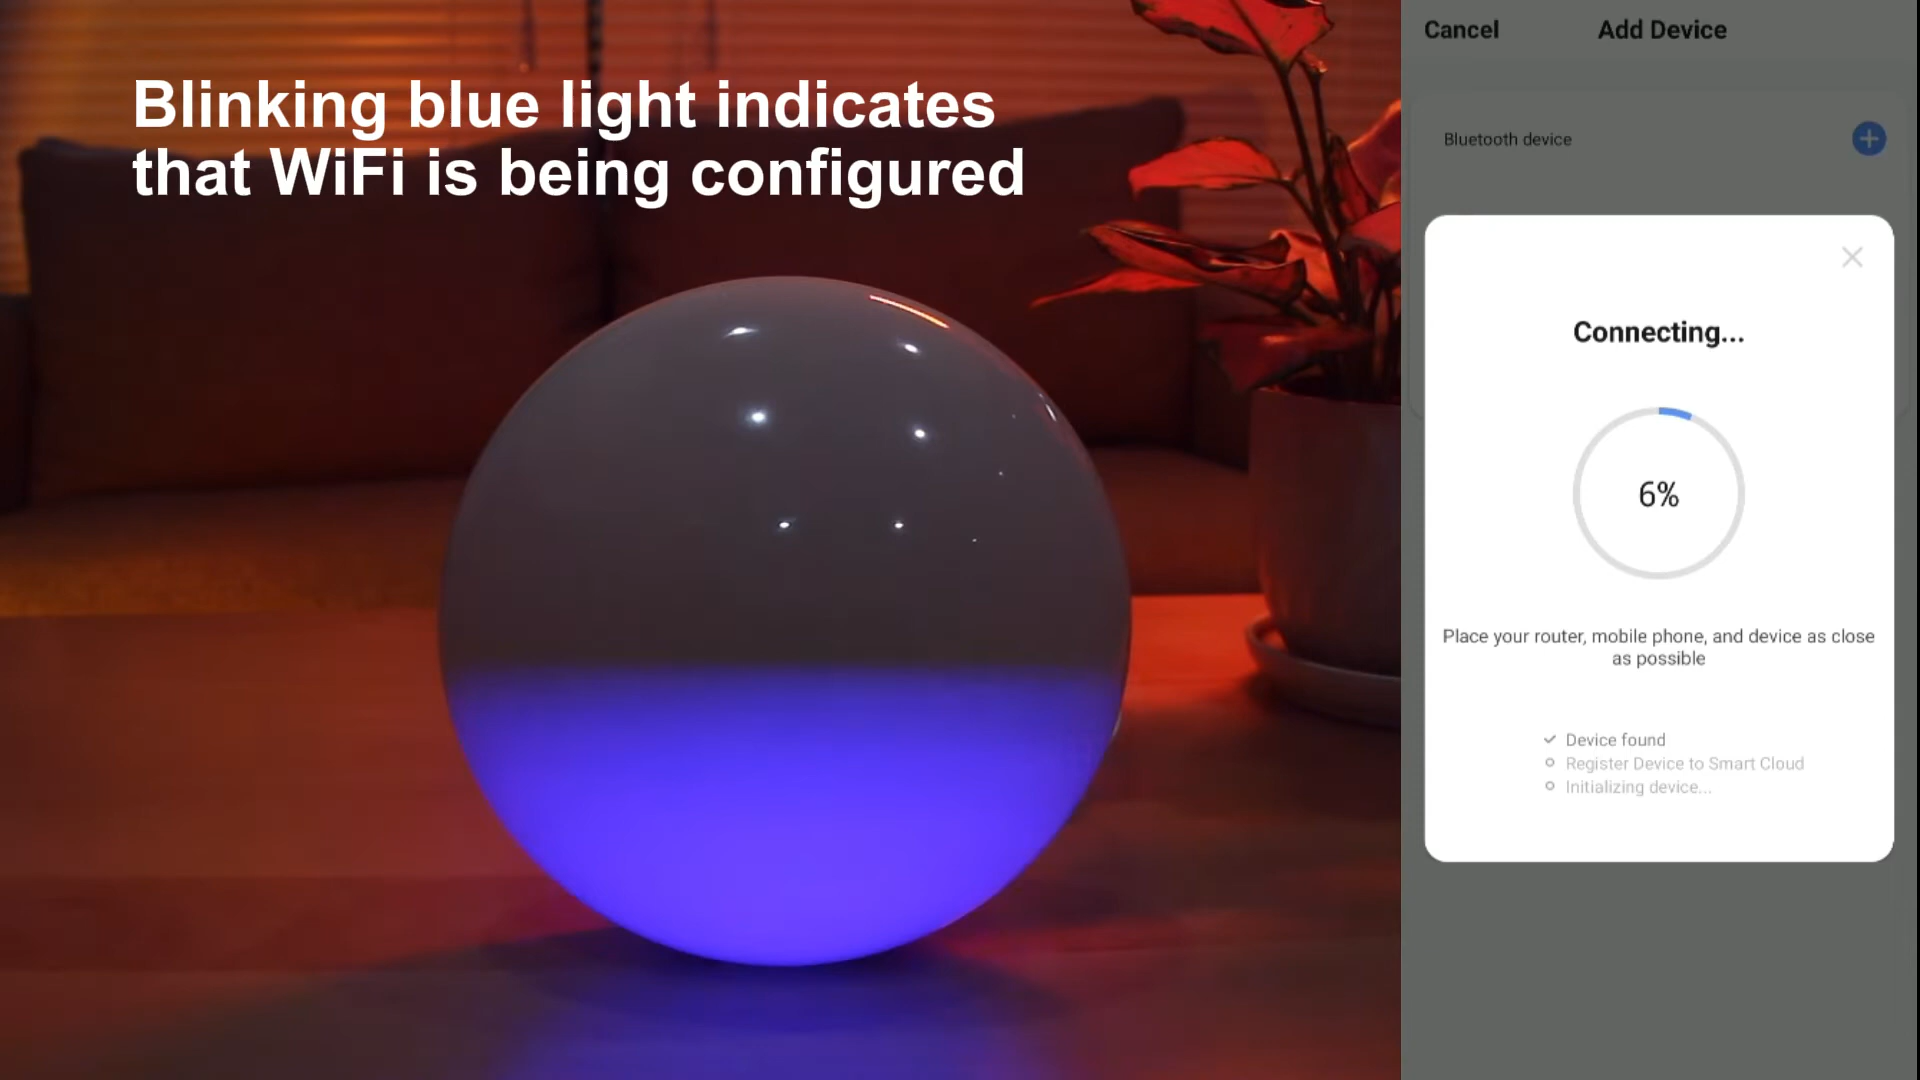 Blinking blue light indicates
that WiFi is being configured
Cancel
Add Device
Bluetooth device
Connecting...
6%
Place your router, mobile phone, and device as close
as possible
Device found
Register Device to Smart Cloud
Initializing device...